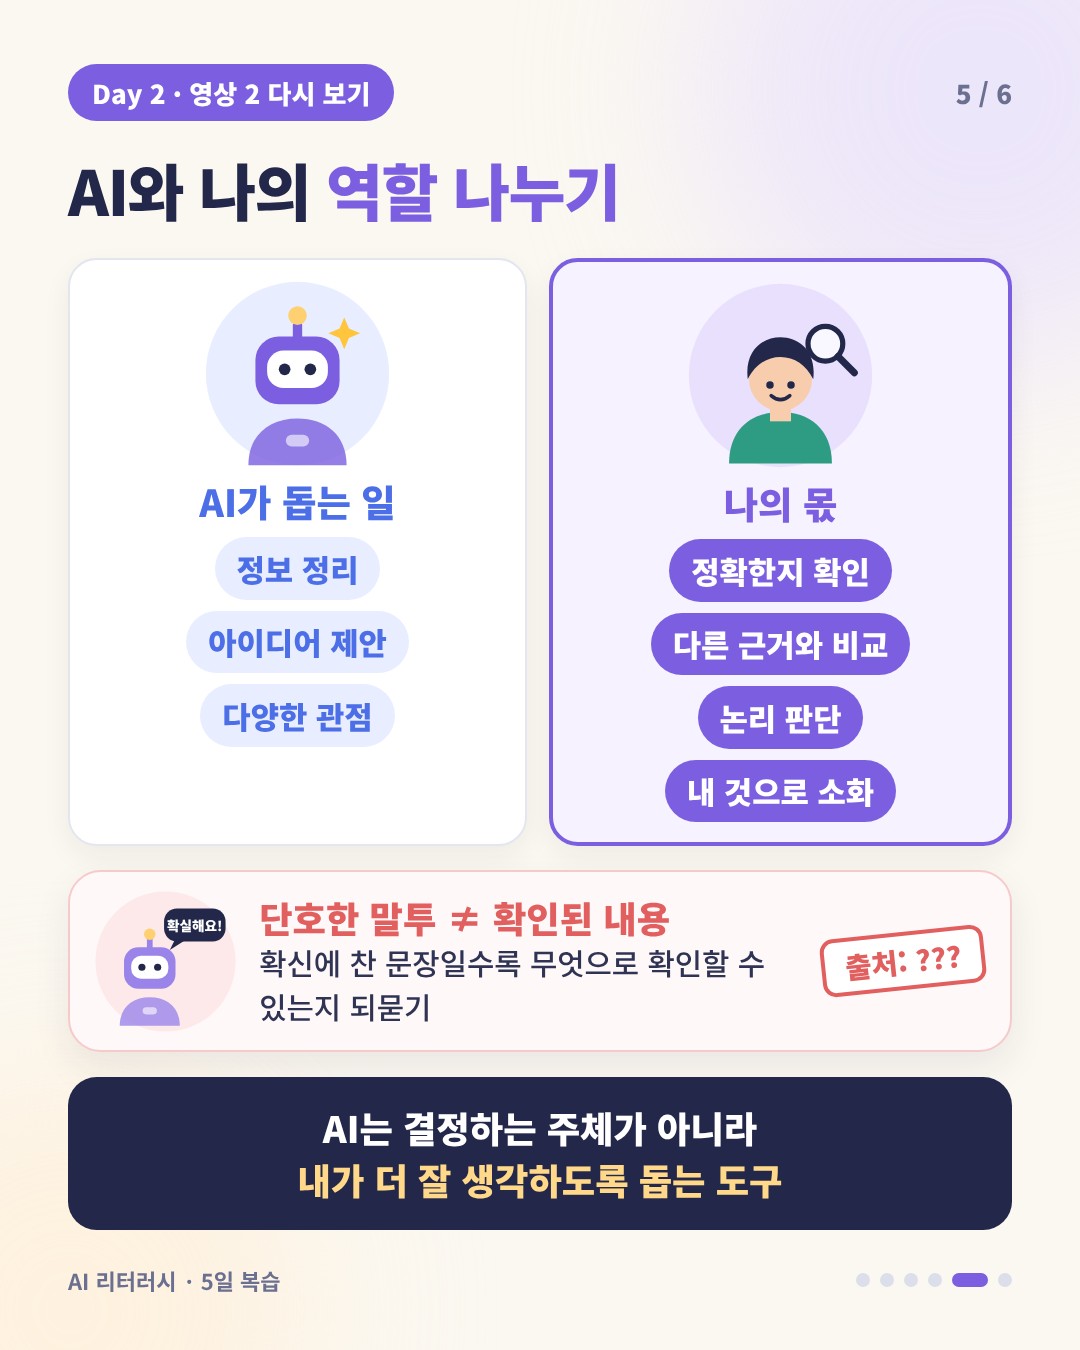 Day 2 · 영상 2 다시 보기
5 / 6
AI와 나의 역할 나누기
AI가 돕는 일
정보 정리
아이디어 제안
다양한 관점
나의 몫
정확한지 확인
다른 근거와 비교
논리 판단
내 것으로 소화
확실해요!
단호한 말투 ≠ 확인된 내용
확신에 찬 문장일수록 무엇으로 확인할 수
있는지 되묻기
출처: ???
AI는 결정하는 주체가 아니라
내가 더 잘 생각하도록 돕는 도구
AI 리터러시 · 5일 복습